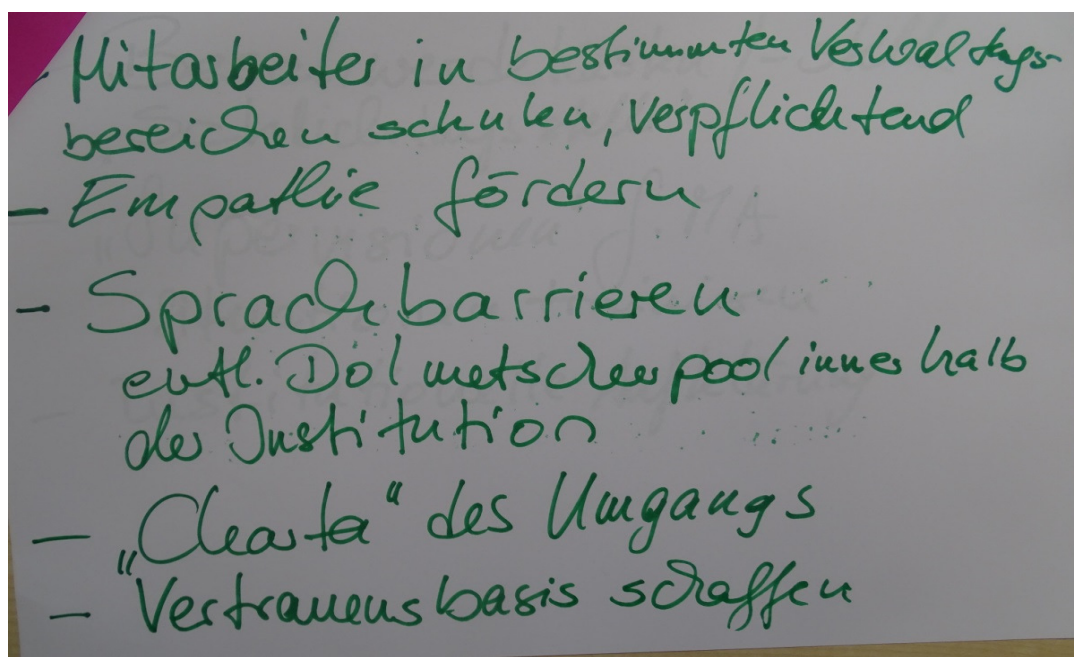 - Mitarbeiter in bestimmten Verwaltungs-
bereichen schulen, verpflichtend
- Empathie fördern
- Sprachbarrieren
evtl. Dolmetscherpool innerhalb
der Institution
- „Charta“ des Umgangs
- Vertrauensbasis schaffen